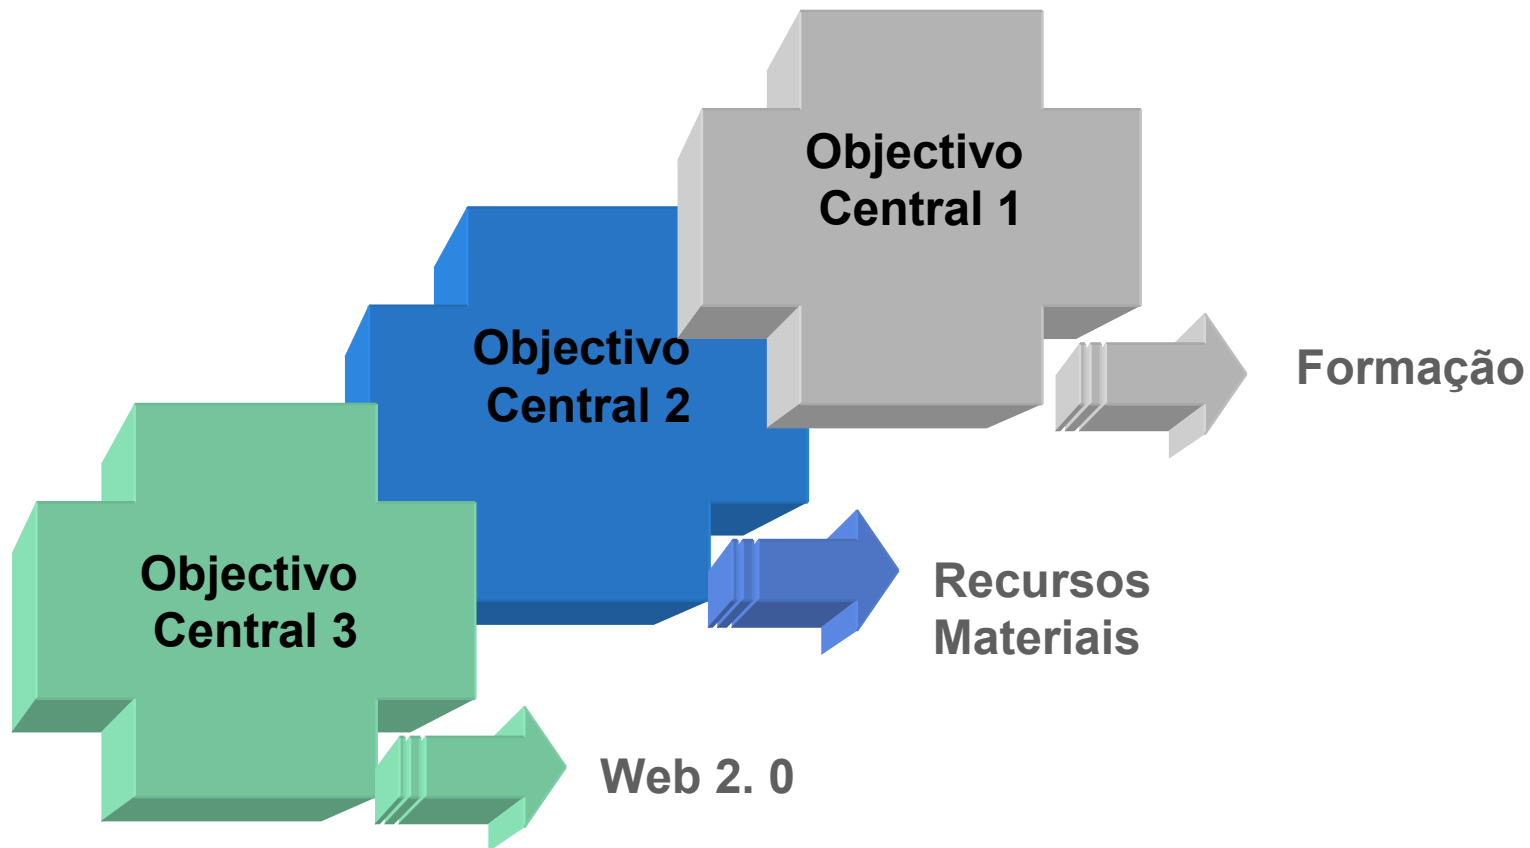 Objectivo
Central 1
Formação
Objectivo
Central 2
Recursos
Materiais
Objectivo
Central 3
Web 2. 0